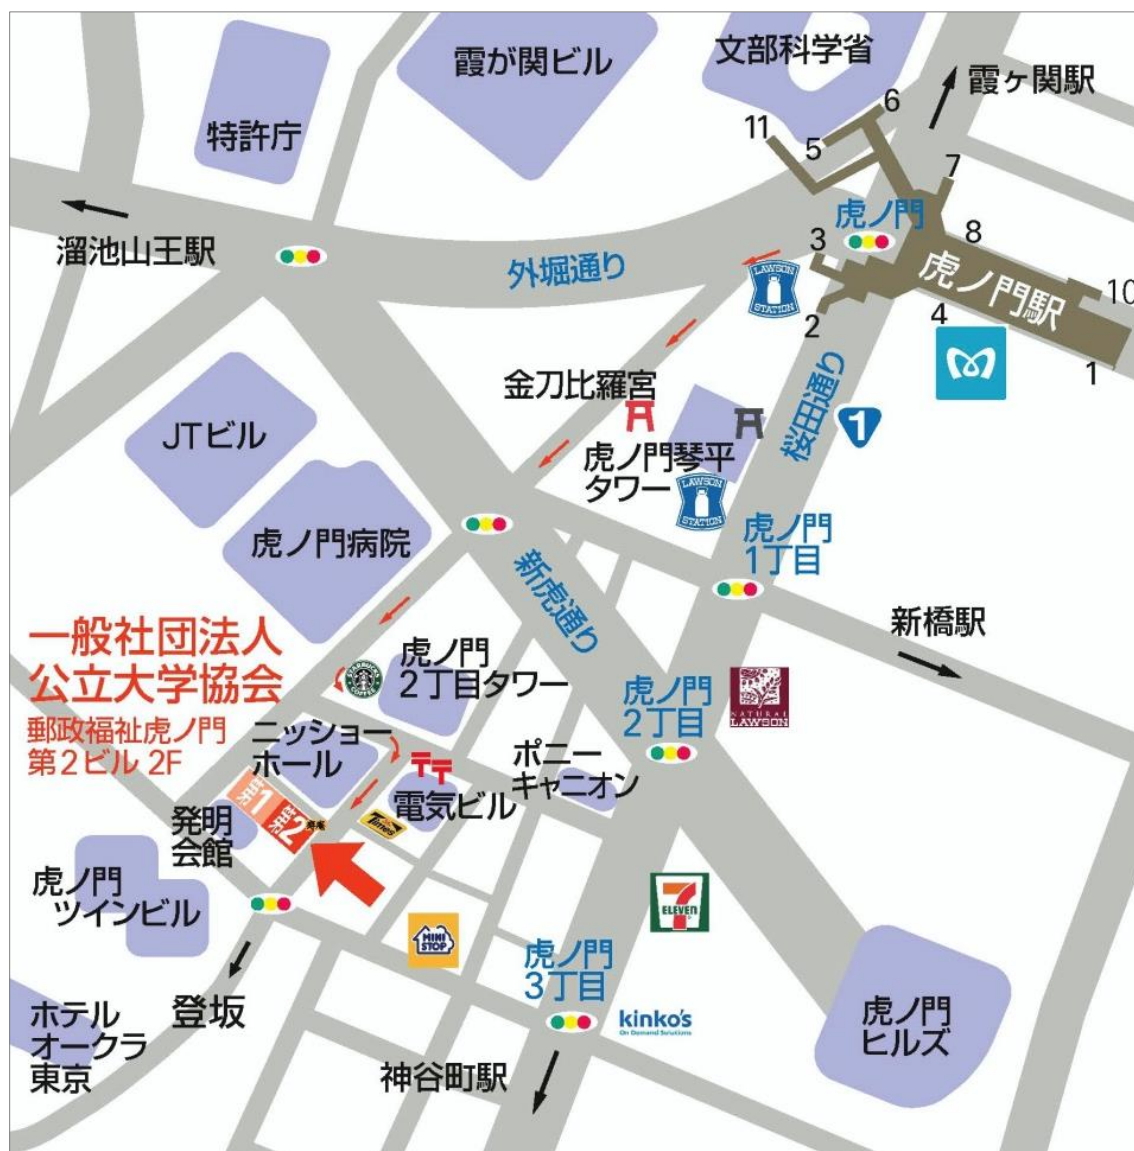 霞が関ビル
文部科学省
霞ヶ関駅
特許庁
11
5
6
7
虎ノ門
8
3
虎ノ門駅
10
溜池山王駅
外堀通り
LAWSON
STATION
2
4
1
金刀比羅宮
桜田通り
1
JTビル
虎ノ門琴平
タワー
LAWSON
STATION
虎ノ門病院
虎ノ門
1丁目
新虎通り
新橋駅
一般社団法人
公立大学協会
郵政福祉虎ノ門
第2ビル 2F
STARBUCKS
COFFEE
虎ノ門
2丁目タワー
虎ノ門
2丁目
NATURAL
LAWSON
ニッショー
ホール
ポニー
キャニオン
電気ビル
Times
第1
第2
発明
会館
虎ノ門
ツインビル
7
ELEVEN
MINI
STOP
虎ノ門
3丁目
登坂
ホテル
オークラ
東京
kinko's
On Demand Solutions
虎ノ門
ヒルズ
神谷町駅